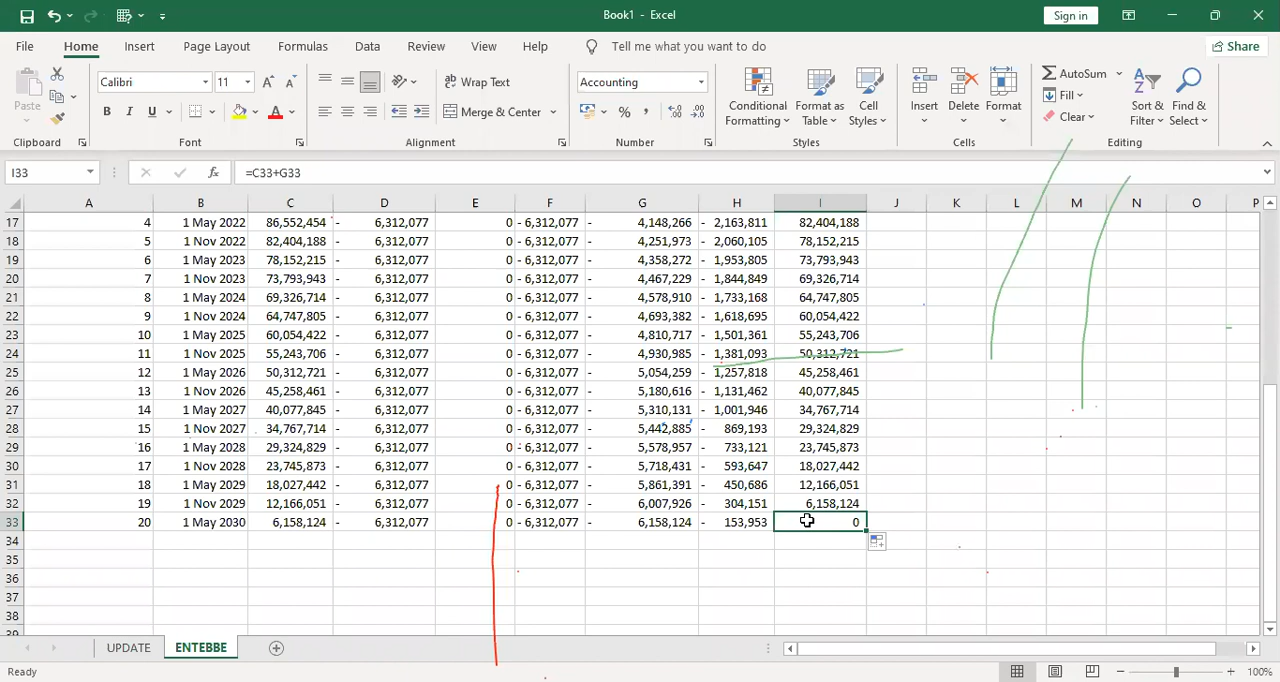 Book1 - Excel
Sign in
File Home Insert Page Layout Formulas Data Review View Help Tell me what you want to do Share
Paste
Calibri 11
Wrap Text
Merge & Center
Accounting
Conditional Formatting
Format as Table
Cell Styles
Insert Delete Format
AutoSum
Fill
Clear
Sort & Filter
Find & Select
Clipboard Font Alignment Number Styles Cells Editing
I33 fx =C33+G33
A B C D E F G H I J K L M N O P
17 4 1 May 2022 86,552,454 - 6,312,077 0 - 6,312,077 - 4,148,266 - 2,163,811 82,404,188
18 5 1 Nov 2022 82,404,188 - 6,312,077 0 - 6,312,077 - 4,251,973 - 2,060,105 78,152,215
19 6 1 May 2023 78,152,215 - 6,312,077 0 - 6,312,077 - 4,358,272 - 1,953,805 73,793,943
20 7 1 Nov 2023 73,793,943 - 6,312,077 0 - 6,312,077 - 4,467,229 - 1,844,849 69,326,714
21 8 1 May 2024 69,326,714 - 6,312,077 0 - 6,312,077 - 4,578,910 - 1,733,168 64,747,805
22 9 1 Nov 2024 64,747,805 - 6,312,077 0 - 6,312,077 - 4,693,382 - 1,618,695 60,054,422
23 10 1 May 2025 60,054,422 - 6,312,077 0 - 6,312,077 - 4,810,717 - 1,501,361 55,243,706
24 11 1 Nov 2025 55,243,706 - 6,312,077 0 - 6,312,077 - 4,930,985 - 1,381,093 50,312,721
25 12 1 May 2026 50,312,721 - 6,312,077 0 - 6,312,077 - 5,054,259 - 1,257,818 45,258,461
26 13 1 Nov 2026 45,258,461 - 6,312,077 0 - 6,312,077 - 5,180,616 - 1,131,462 40,077,845
27 14 1 May 2027 40,077,845 - 6,312,077 0 - 6,312,077 - 5,310,131 - 1,001,946 34,767,714
28 15 1 Nov 2027 34,767,714 - 6,312,077 0 - 6,312,077 - 5,442,885 - 869,193 29,324,829
29 16 1 May 2028 29,324,829 - 6,312,077 0 - 6,312,077 - 5,578,957 - 733,121 23,745,873
30 17 1 Nov 2028 23,745,873 - 6,312,077 0 - 6,312,077 - 5,718,431 - 593,647 18,027,442
31 18 1 May 2029 18,027,442 - 6,312,077 0 - 6,312,077 - 5,861,391 - 450,686 12,166,051
32 19 1 Nov 2029 12,166,051 - 6,312,077 0 - 6,312,077 - 6,007,926 - 304,151 6,158,124
33 20 1 May 2030 6,158,124 - 6,312,077 0 - 6,312,077 - 6,158,124 - 153,953 0
34
35
36
37
38
UPDATE ENTEBBE
Ready 100%